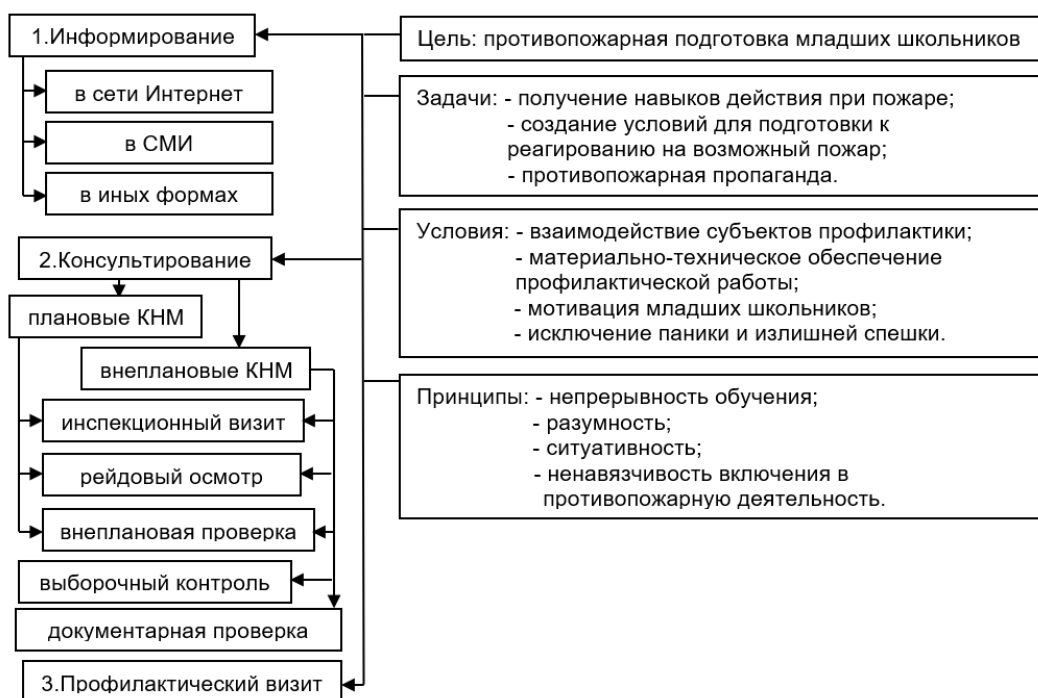 1.Информирование
в сети Интернет
в СМИ
в иных формах
2.Консультирование
плановые КНМ
внеплановые КНМ
инспекционный визит
рейдовый осмотр
внеплановая проверка
выборочный контроль
документарная проверка
3.Профилактический визит
Цель: противопожарная подготовка младших школьников
Задачи: - получение навыков действия при пожаре;
- создание условий для подготовки к
реагированию на возможный пожар;
- противопожарная пропаганда.
Условия: - взаимодействие субъектов профилактики;
- материально-техническое обеспечение
профилактической работы;
- мотивация младших школьников;
- исключение паники и излишней спешки.
Принципы: - непрерывность обучения;
- разумность;
- ситуативность;
- ненавязчивость включения в
противопожарную деятельность.